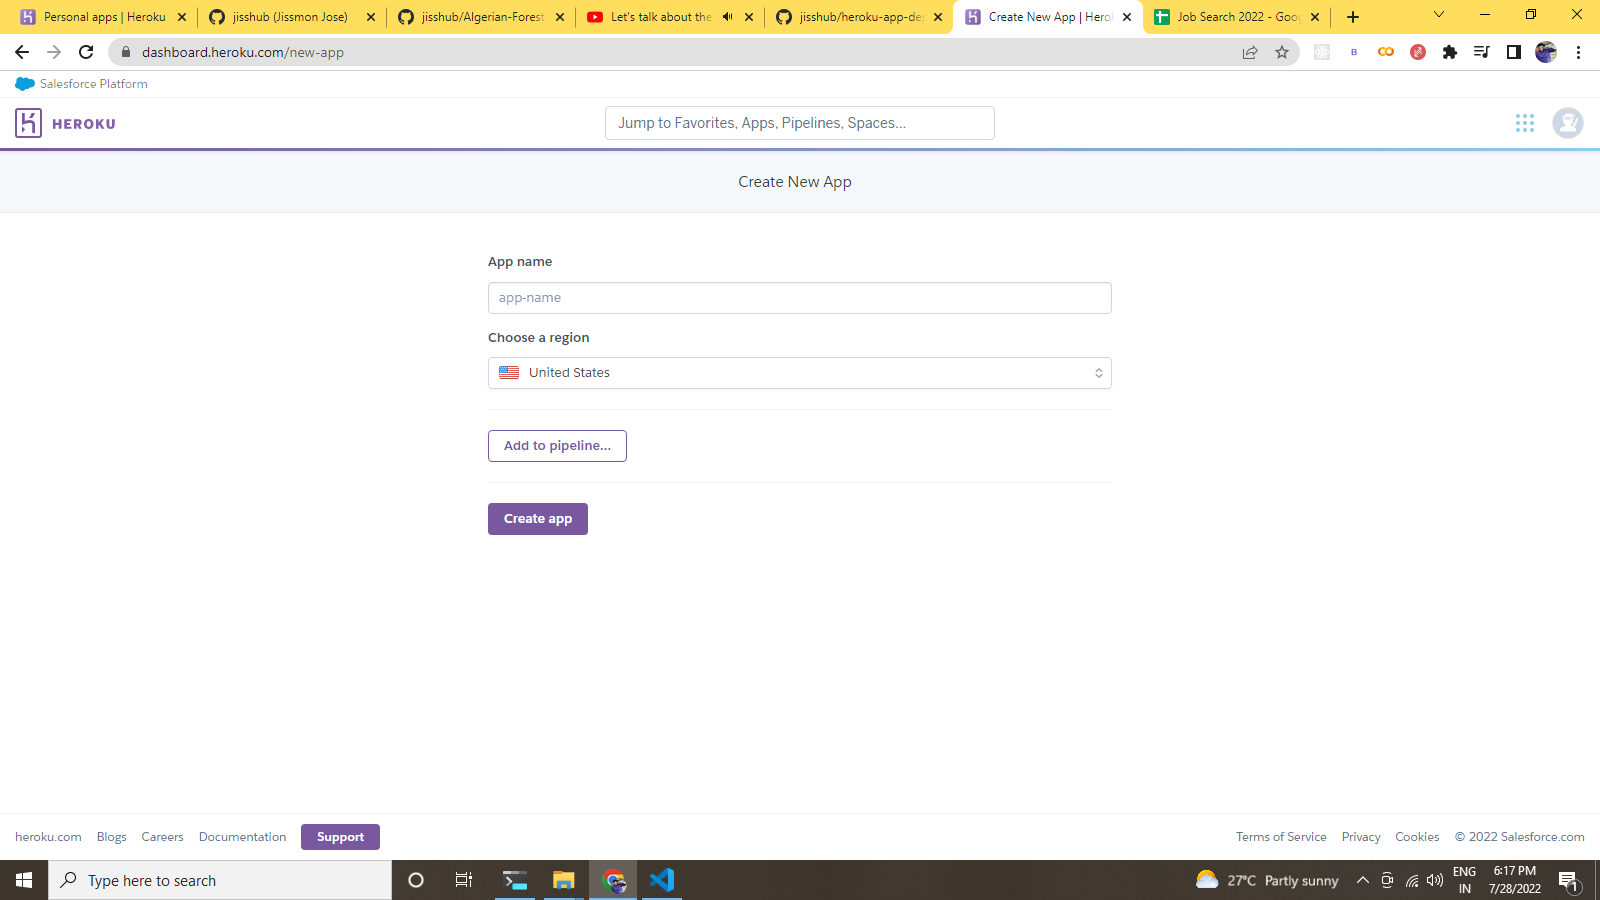 Personal apps | Heroku
jisshub (Jissmon Jose)
jisshub/Algerian-Forest
Let's talk about the
jisshub/heroku-app-de
Create New App | Hero
Job Search 2022 - Goog
dashboard.heroku.com/new-app
B
Salesforce Platform
HEROKU
Jump to Favorites, Apps, Pipelines, Spaces...
Create New App
App name
app-name
Choose a region
United States
Add to pipeline...
Create app
heroku.com Blogs Careers Documentation Support
Terms of Service Privacy Cookies © 2022 Salesforce.com
Type here to search
27°C Partly sunny
ENG
IN
6:17 PM
7/28/2022
1